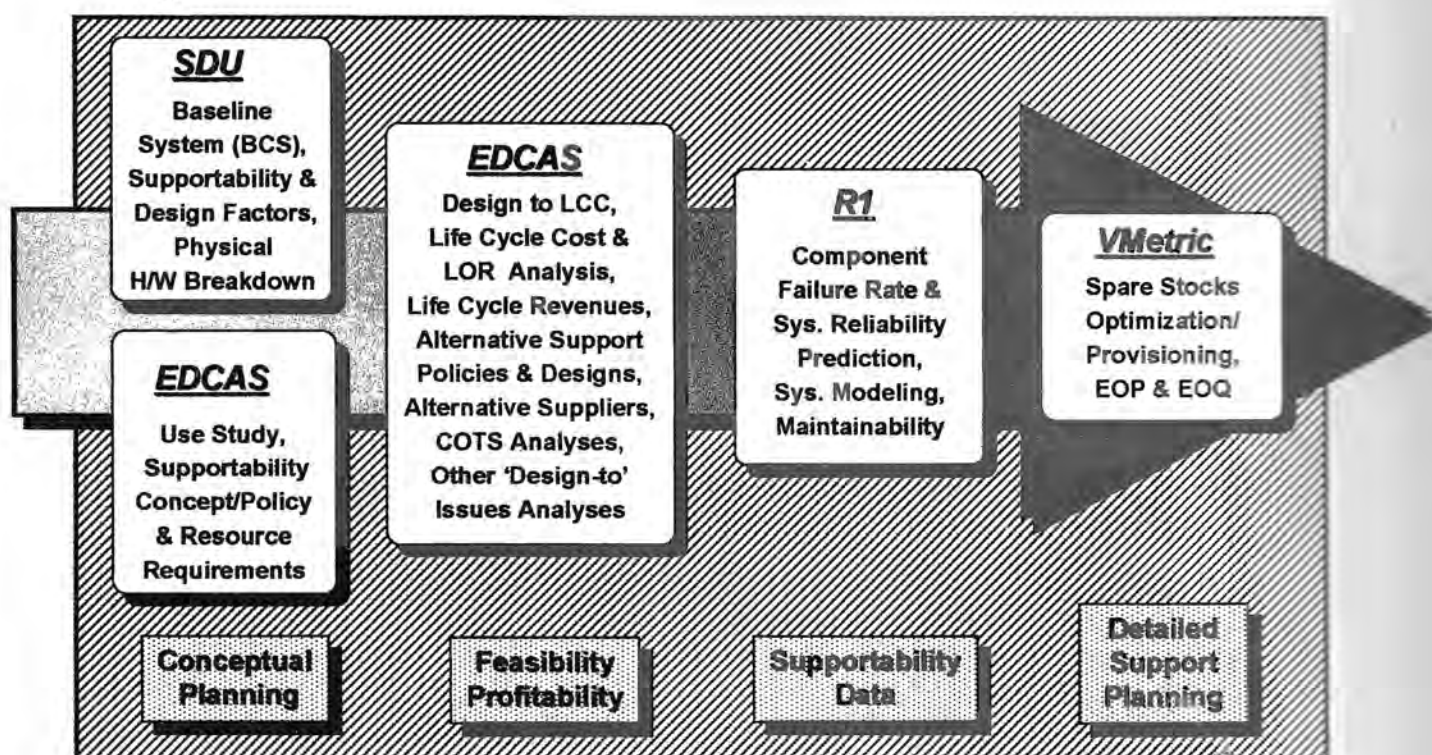 SDU
Baseline
System (BCS),
Supportability &
Design Factors,
Physical
H/W Breakdown
EDCAS
Use Study,
Supportability
Concept/Policy
& Resource
Requirements
EDCAS
Design to LCC,
Life Cycle Cost &
LOR Analysis,
Life Cycle Revenues,
Alternative Support
Policies & Designs,
Alternative Suppliers,
COTS Analyses,
Other 'Design-to'
Issues Analyses
R1
Component
Failure Rate &
Sys. Reliability
Prediction,
Sys. Modeling,
Maintainability
VMetric
Spare Stocks
Optimization/
Provisioning,
EOP & EOQ
Conceptual
Planning
Feasibility
Profitability
Supportability
Data
Detailed
Support
Planning